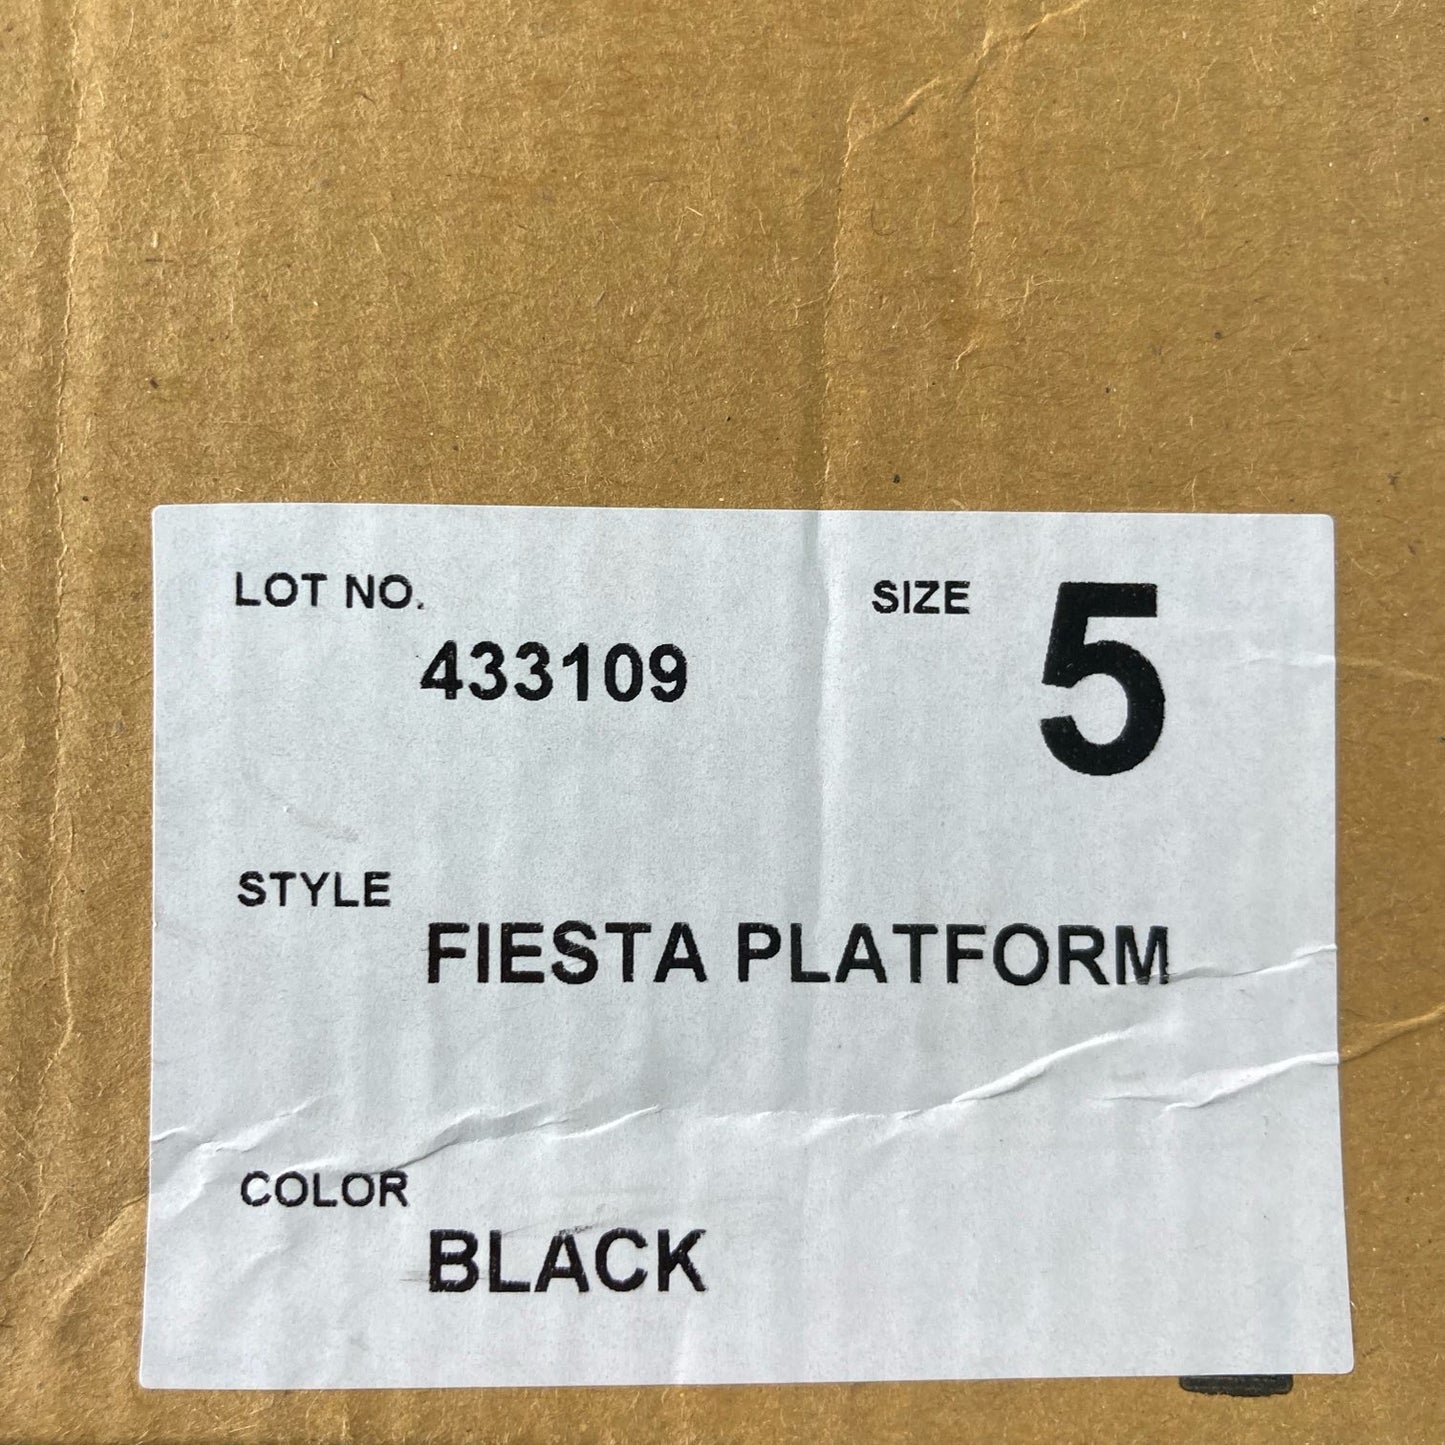 LOT NO.
433109
SIZE
5
STYLE
FIESTA PLATFORM
COLOR
BLACK